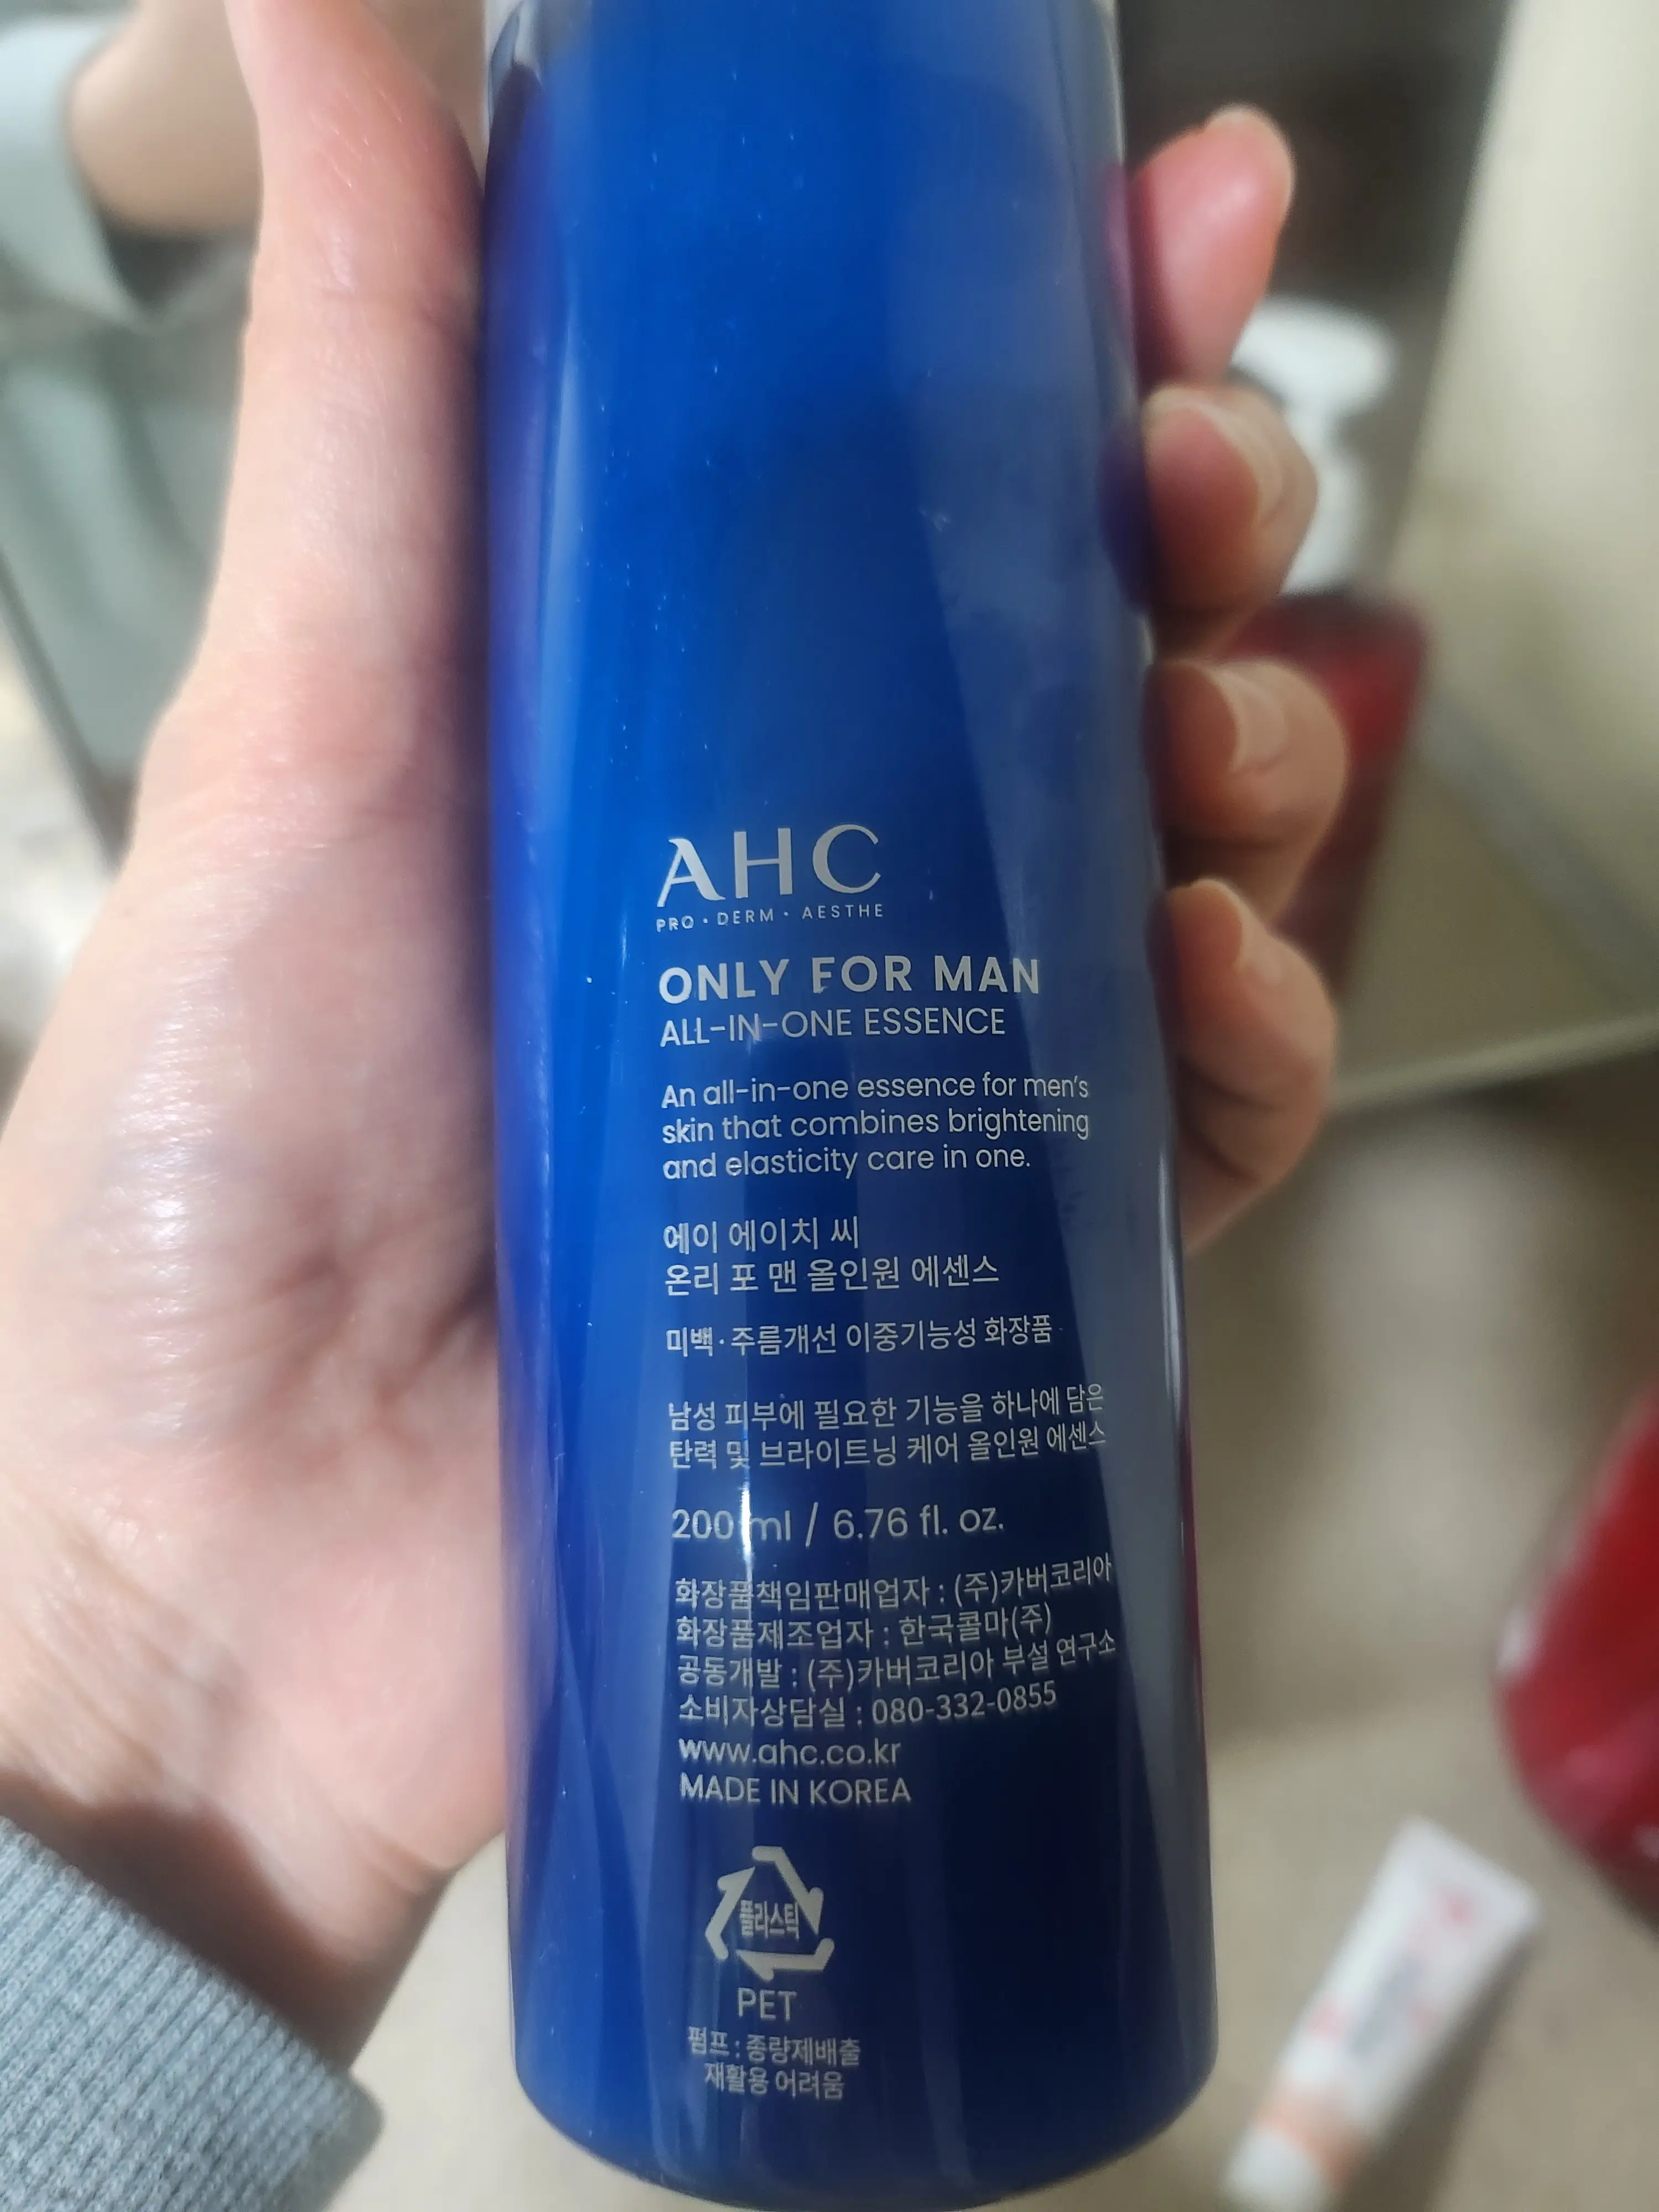 AHC
PRO · DERM · AESTHE
ONLY FOR MAN
ALL-IN-ONE ESSENCE
An all-in-one essence for men's
skin that combines brightening
and elasticity care in one.
에이 에이치 씨
온리 포 맨 올인원 에센스
미백·주름개선 이중기능성 화장품
남성 피부에 필요한 기능을 하나에 담은
탄력 및 브라이트닝 케어 올인원 에센스
200 ml / 6.76 fl. oz.
화장품책임판매업자 : (주)카버코리아
화장품제조업자 : 한국콜마(주)
공동개발 : (주)카버코리아 부설 연구소
소비자상담실 : 080-332-0855
www.ahc.co.kr
MADE IN KOREA
플라스틱
PET
펌프 : 종량제배출
재활용 어려움